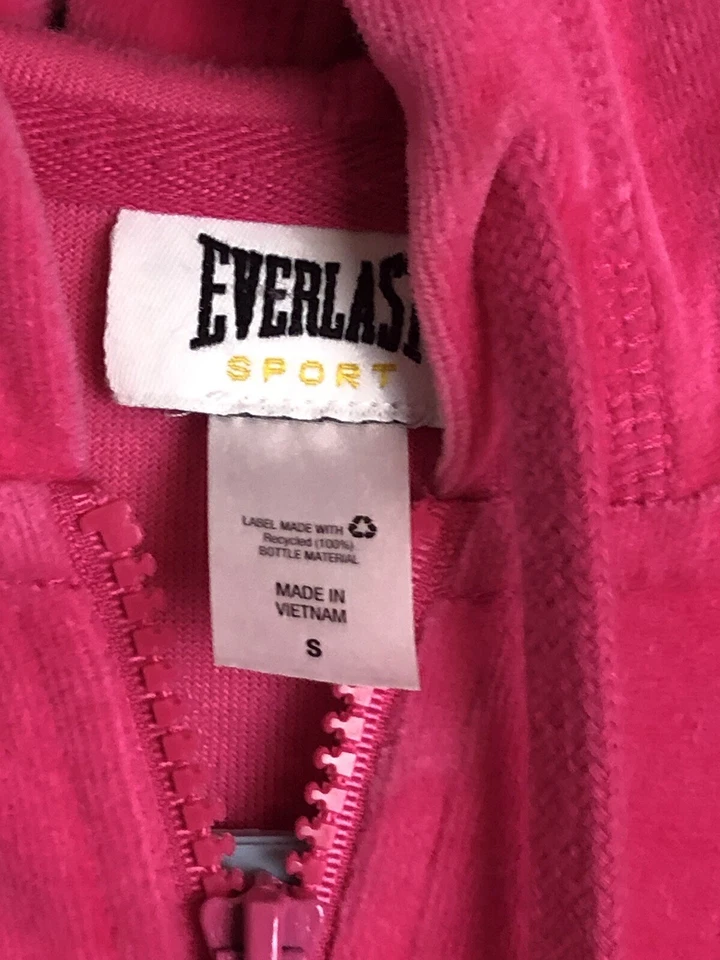 EVERLAST
SPORT
LABEL MADE WITH
Recycled (100%)
BOTTLE MATERIAL
MADE IN
VIETNAM
S